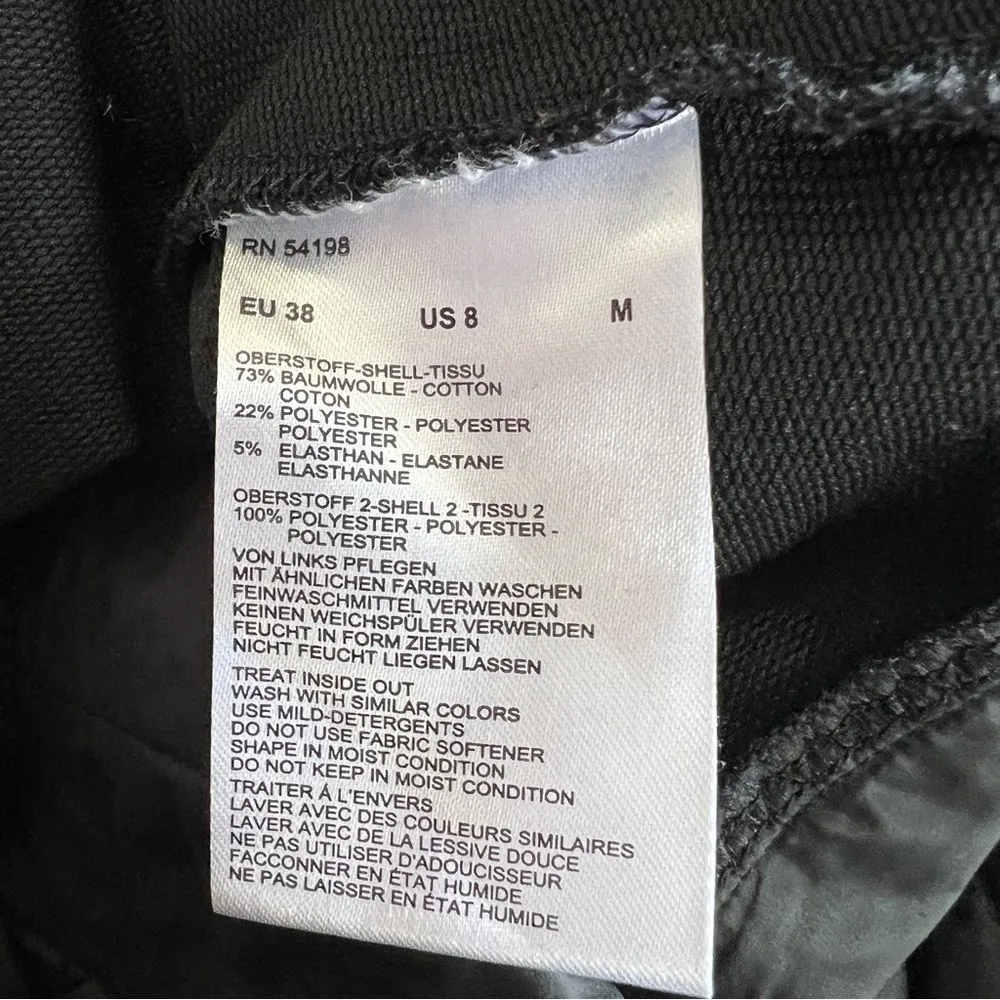 RN 54198
EU 38 US 8 M
OBERSTOFF-SHELL-TISSU
73% BAUMWOLLE - COTTON
COTON
22% POLYESTER - POLYESTER
POLYESTER
5% ELASTHAN - ELASTANE
ELASTHANNE
OBERSTOFF 2-SHELL 2 -TISSU 2
100% POLYESTER - POLYESTER -
POLYESTER
VON LINKS PFLEGEN
MIT ÄHNLICHEN FARBEN WASCHEN
FEINWASCHMITTEL VERWENDEN
KEINEN WEICHSPÜLER VERWENDEN
FEUCHT IN FORM ZIEHEN
NICHT FEUCHT LIEGEN LASSEN
TREAT INSIDE OUT
WASH WITH SIMILAR COLORS
USE MILD-DETERGENTS
DO NOT USE FABRIC SOFTENER
SHAPE IN MOIST CONDITION
DO NOT KEEP IN MOIST CONDITION
TRAITER Á L'ENVERS
LAVER AVEC DES COULEURS SIMILAIRES
LAVER AVEC DE LA LESSIVE DOUCE
NE PAS UTILISER D'ADOUCISSEUR
FACCONNER EN ÉTAT HUMIDE
NE PAS LAISSER EN ÉTAT HUMIDE